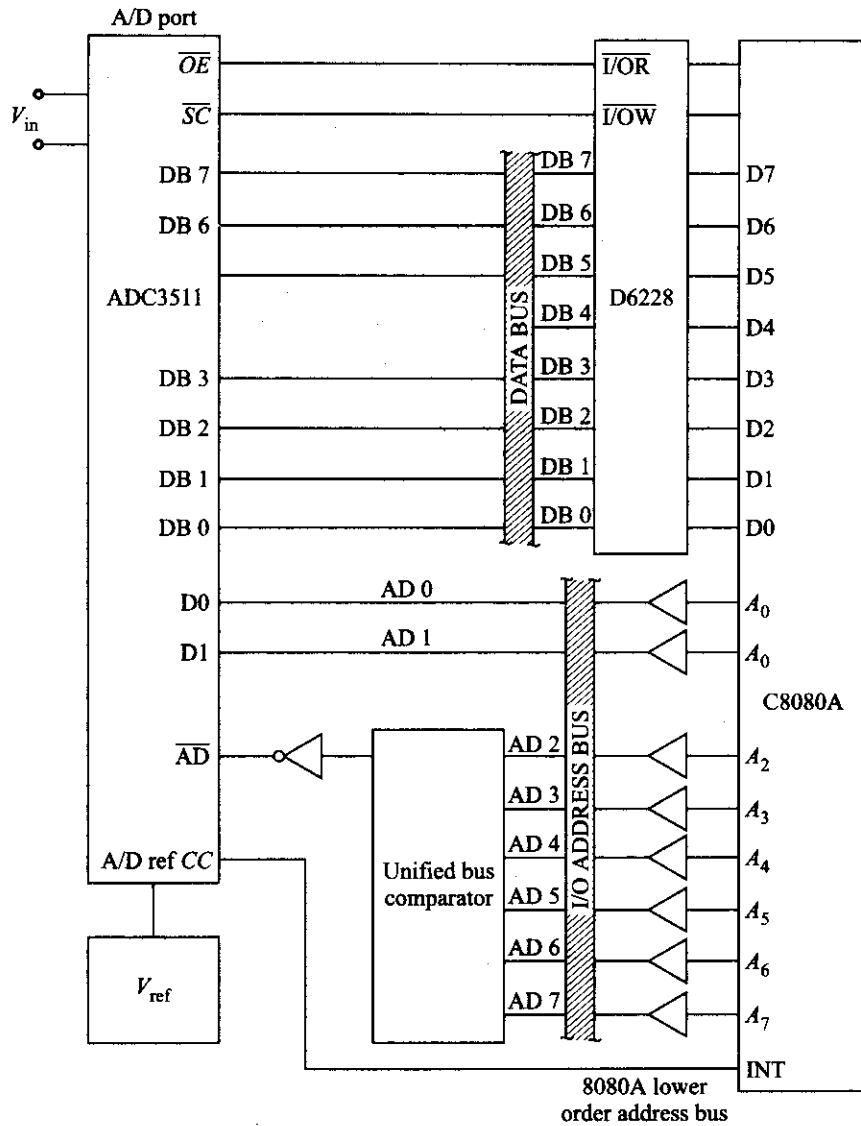 A/D port
OE
I/OR
SC
I/OW
Vin
DB 7
DB 7
D7
DB 6
DB 6
D6
DB 5
D5
ADC3511
DATA BUS
D6228
DB 4
D4
DB 3
DB 3
D3
DB 2
DB 2
D2
DB 1
DB 1
D1
DB 0
DB 0
D0
D0
AD 0
A0
D1
AD 1
A0
I/O ADDRESS BUS
C8080A
AD
AD 2
A2
AD 3
A3
A/D ref CC
AD 4
A4
Unified bus
comparator
AD 5
A5
AD 6
A6
Vref
AD 7
A7
INT
8080A lower
order address bus